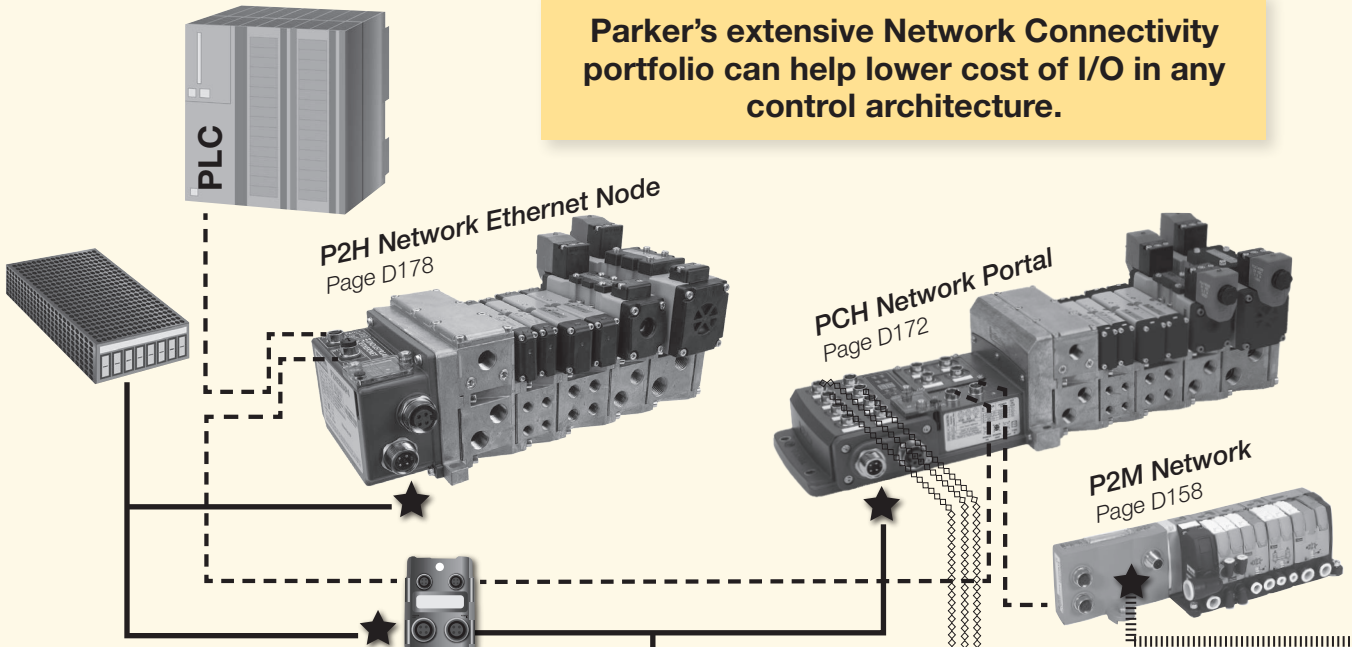 Parker’s extensive Network Connectivity
portfolio can help lower cost of I/O in any
control architecture.
PLC
P2H Network Ethernet Node
Page D178
PCH Network Portal
Page D172
P2M Network
Page D158